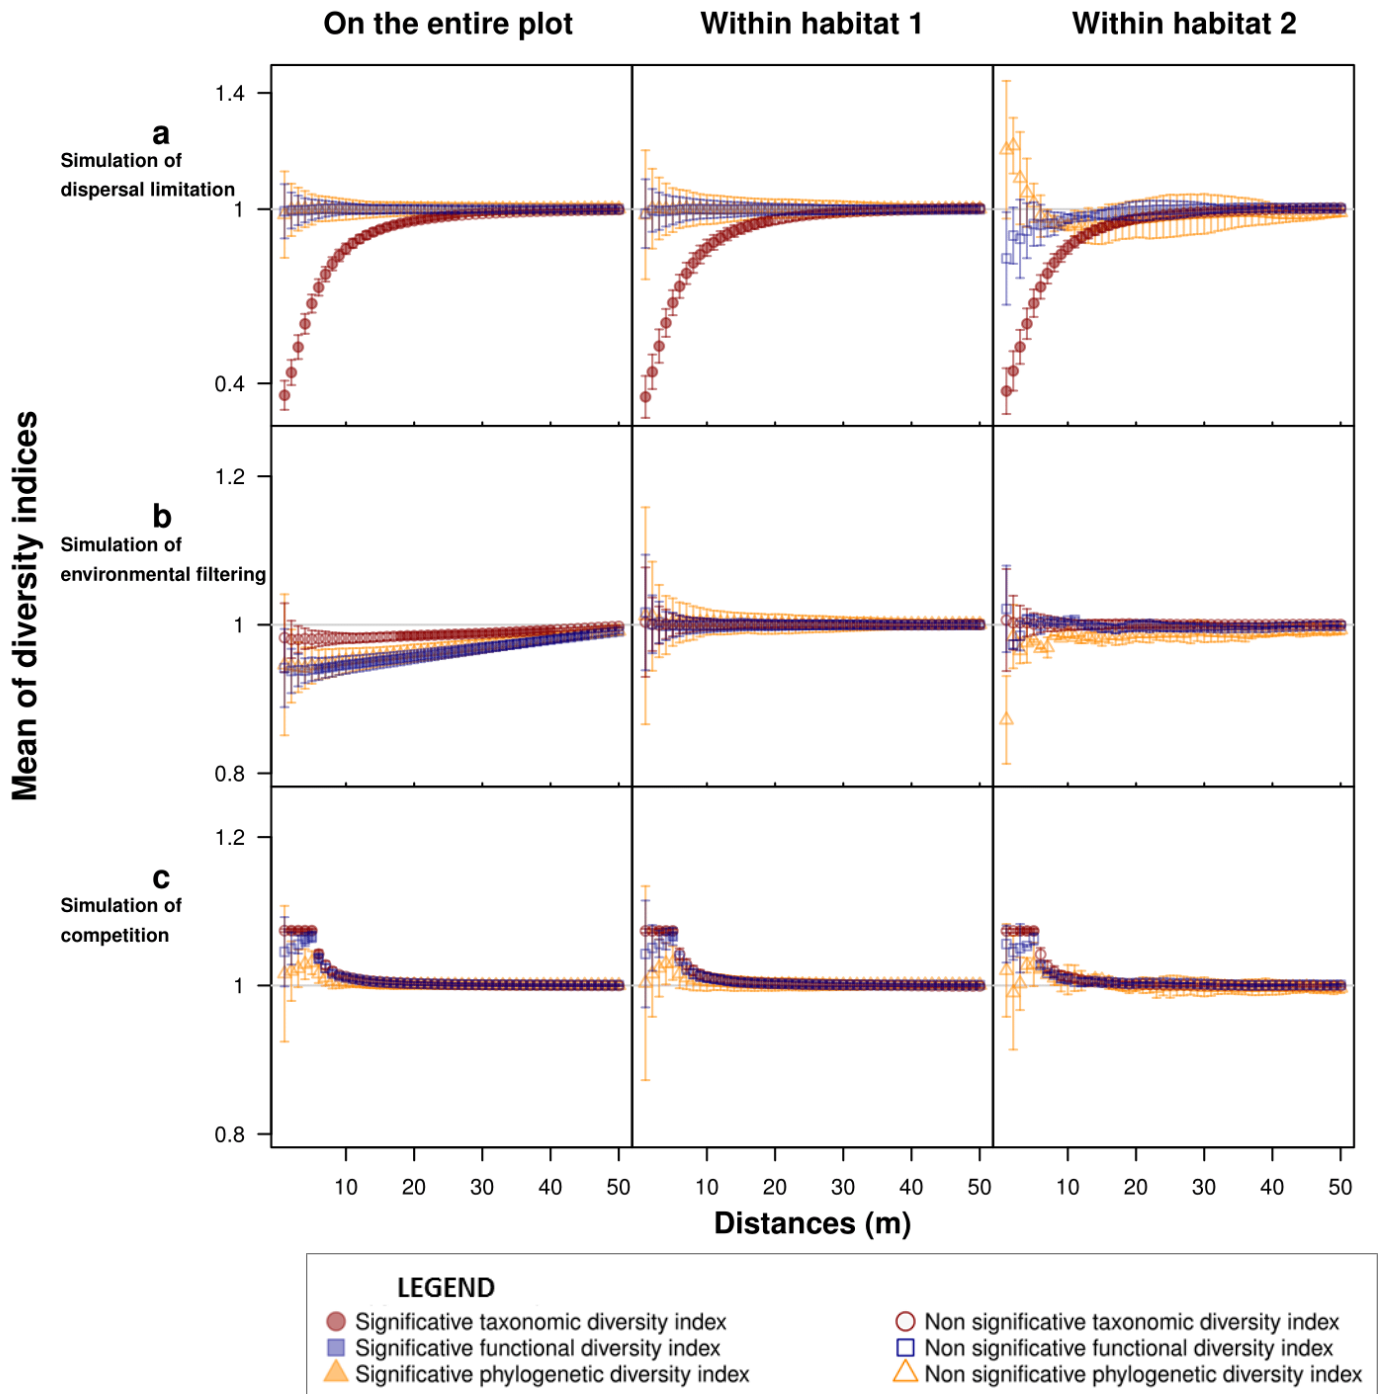 On the entire plot
Within habitat 1
Within habitat 2
Mean of diversity indices
a
Simulation of
dispersal limitation
1.4
1
0.4
b
Simulation of
environmental filtering
1.2
1
0.8
c
Simulation of
competition
1.2
1
0.8
10 20 30 40 50
10 20 30 40 50
10 20 30 40 50
Distances (m)
LEGEND
Significative taxonomic diversity index
Significative functional diversity index
Significative phylogenetic diversity index
Non significative taxonomic diversity index
Non significative functional diversity index
Non significative phylogenetic diversity index